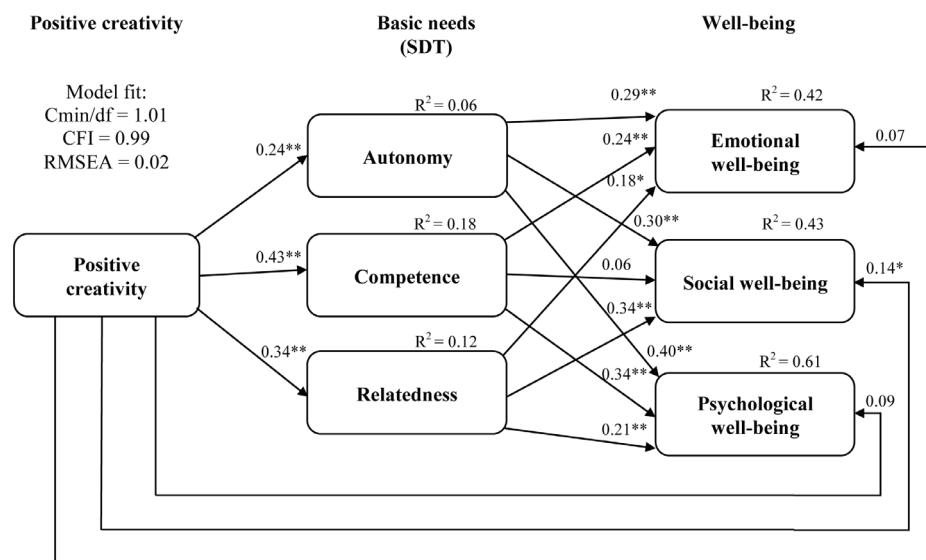 Positive creativity
Basic needs
(SDT)
Well-being
Model fit:
Cmin/df = 1.01
CFI = 0.99
RMSEA = 0.02
R² = 0.06
Autonomy
R² = 0.18
Competence
R² = 0.12
Relatedness
Positive
creativity
0.24**
0.43**
0.34**
0.29**
0.24**
0.18*
0.30**
0.06
0.34**
0.40**
0.34**
0.21**
R² = 0.42
Emotional
well-being
0.07
R² = 0.43
Social well-being
0.14*
R² = 0.61
Psychological
well-being
0.09